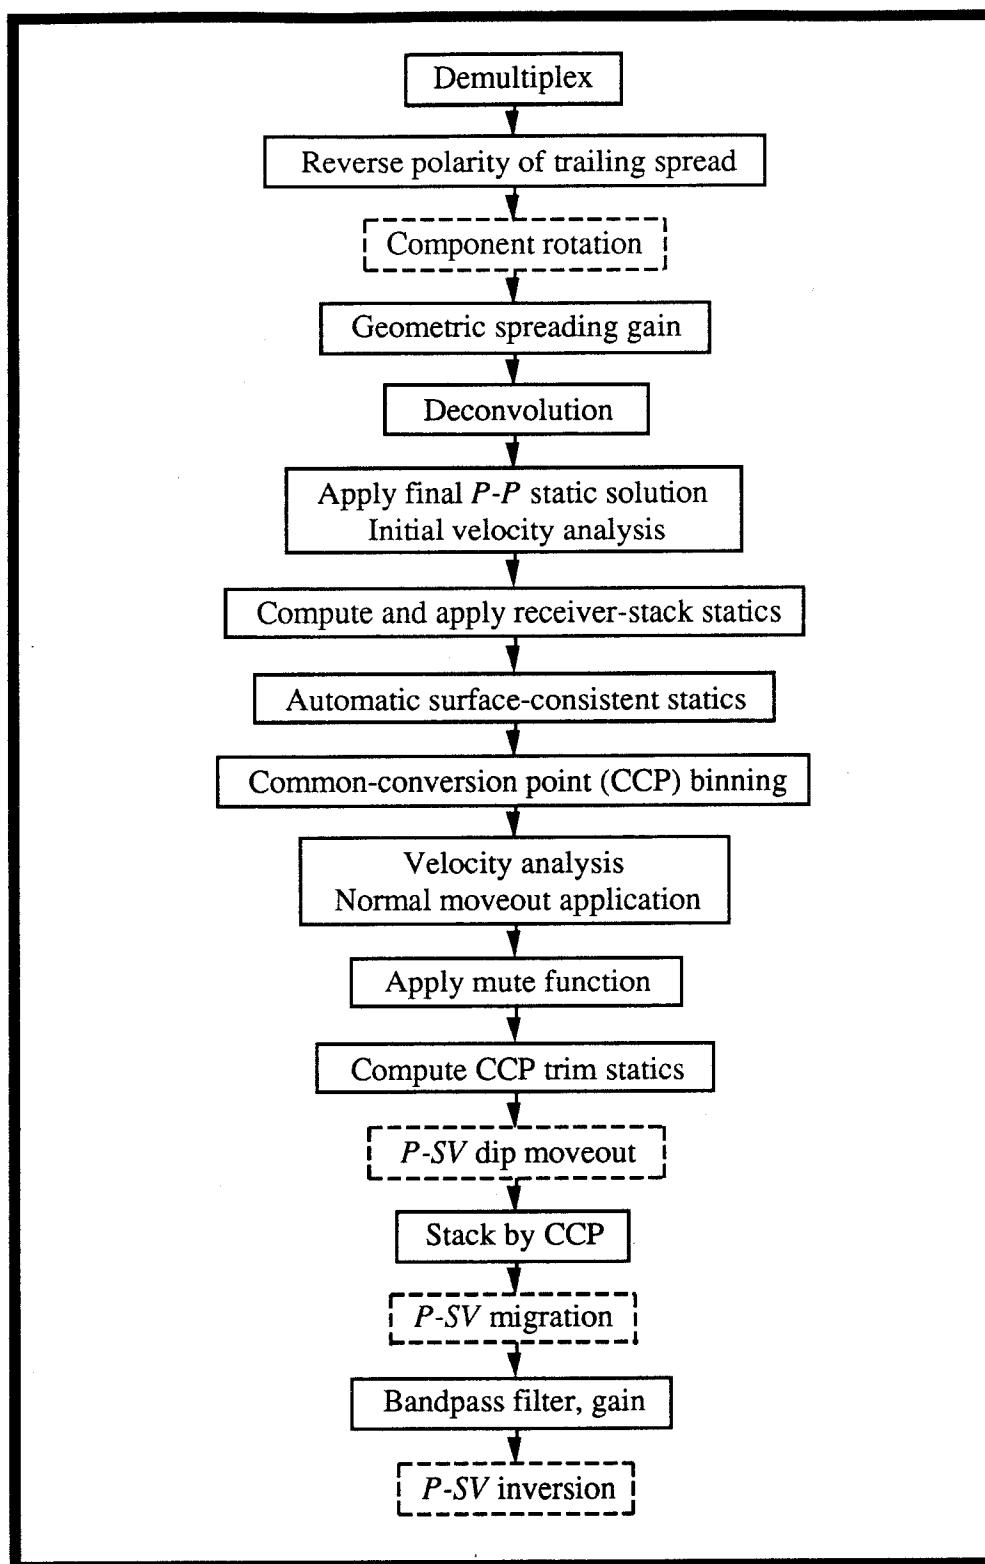 Demultiplex
Reverse polarity of trailing spread
Component rotation
Geometric spreading gain
Deconvolution
Apply final P-P static solution
Initial velocity analysis
Compute and apply receiver-stack statics
Automatic surface-consistent statics
Common-conversion point (CCP) binning
Velocity analysis
Normal moveout application
Apply mute function
Compute CCP trim statics
P-SV dip moveout
Stack by CCP
P-SV migration
Bandpass filter, gain
P-SV inversion